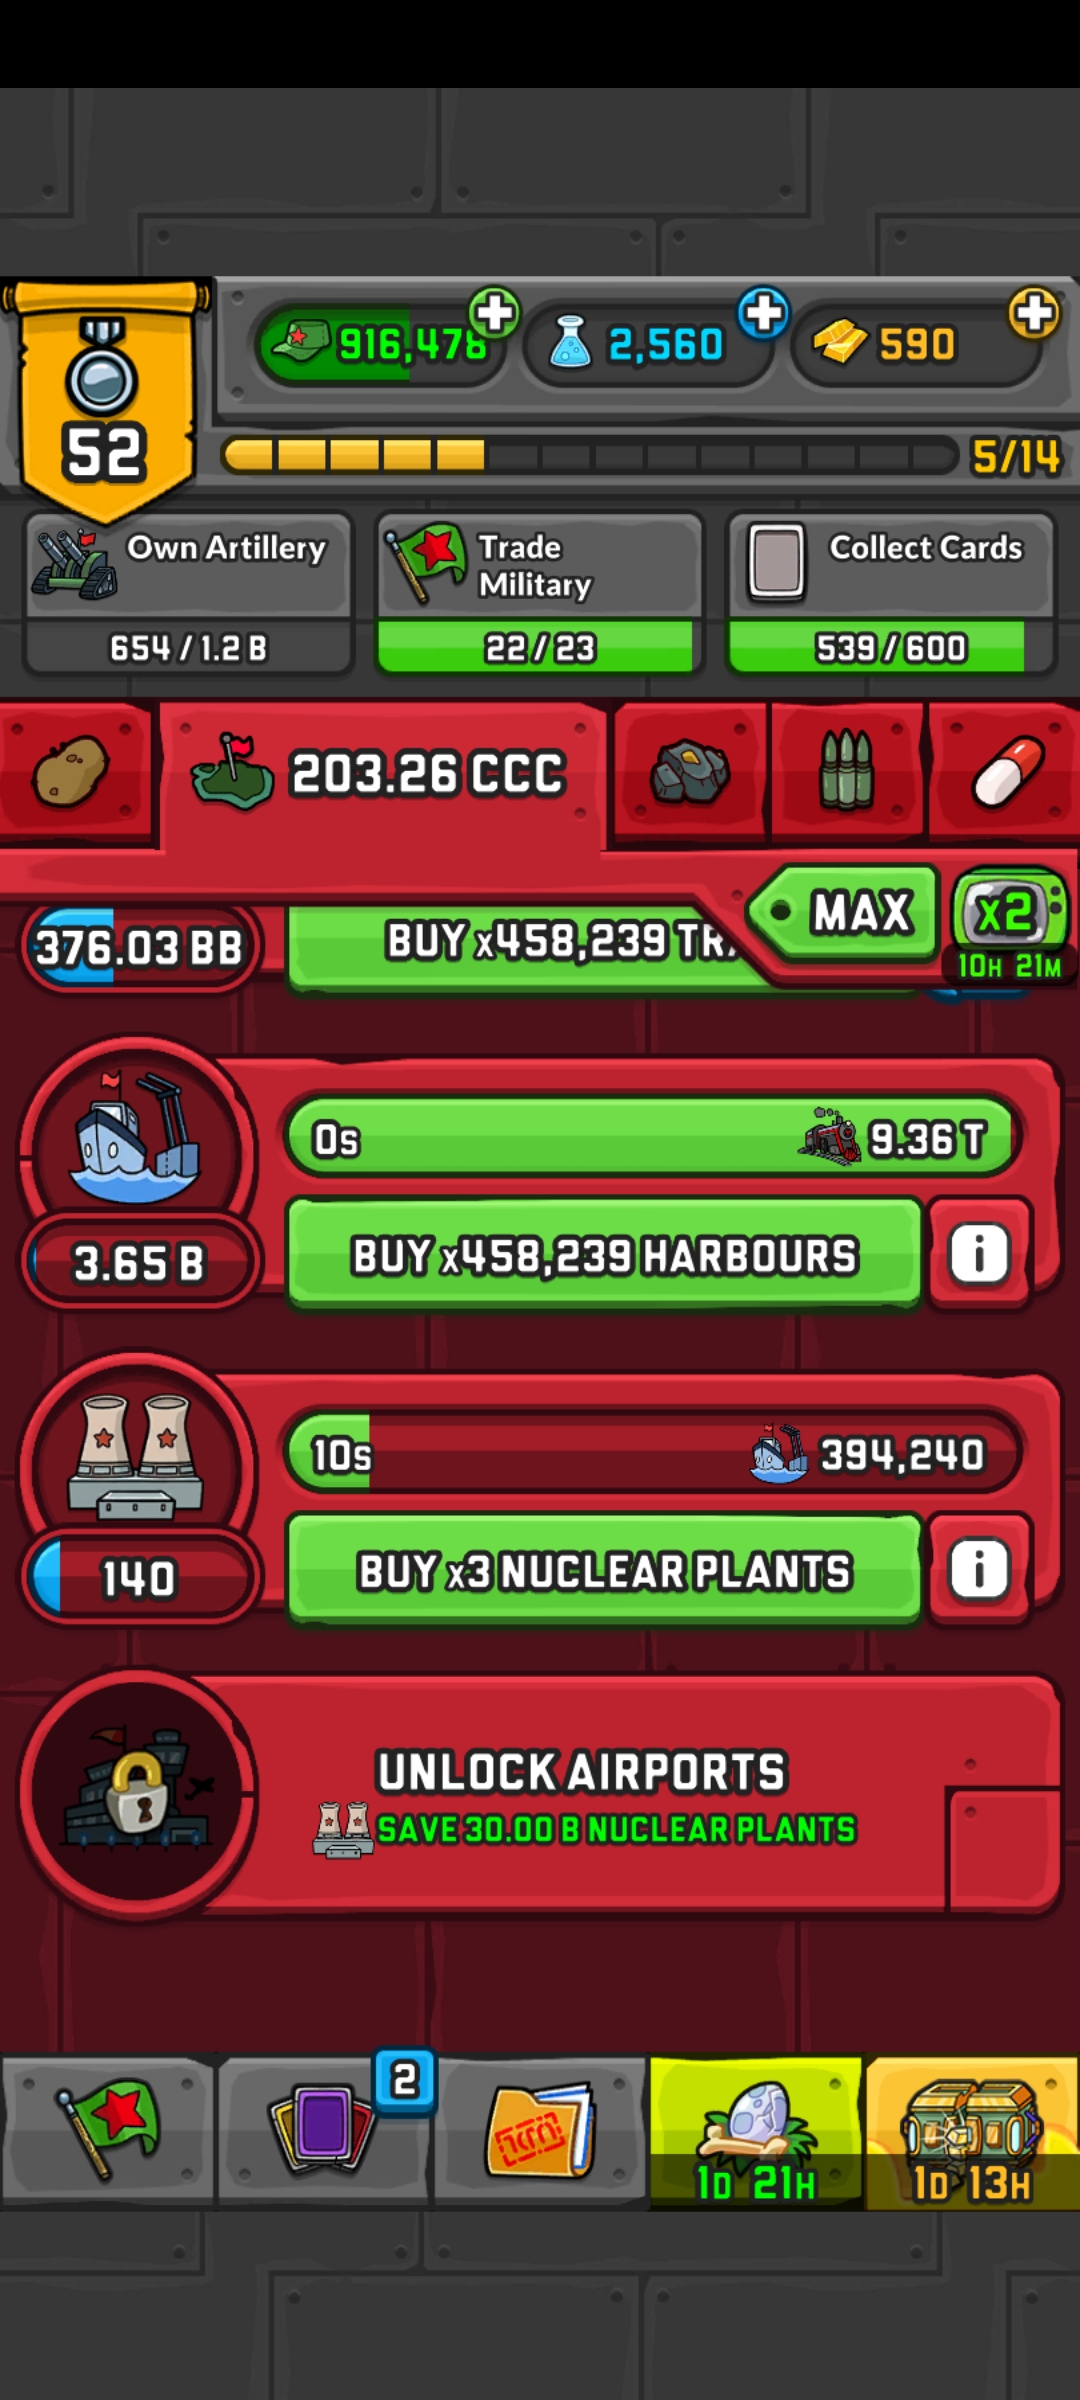 916,478
2,560
590
52
5/14
Own Artillery
654 / 1.2 B
Trade
Military
22 / 23
Collect Cards
539 / 600
203.26 CCC
MAX
x2
10H 21M
376.03 BB
BUY x458,239
0s
9.36 T
3.65 B
BUY x458,239 HARBOURS
i
10s
394,240
140
BUY x3 NUCLEAR PLANTS
i
UNLOCK AIRPORTS
SAVE 30.00 B NUCLEAR PLANTS
2
1D 21H
1D 13H